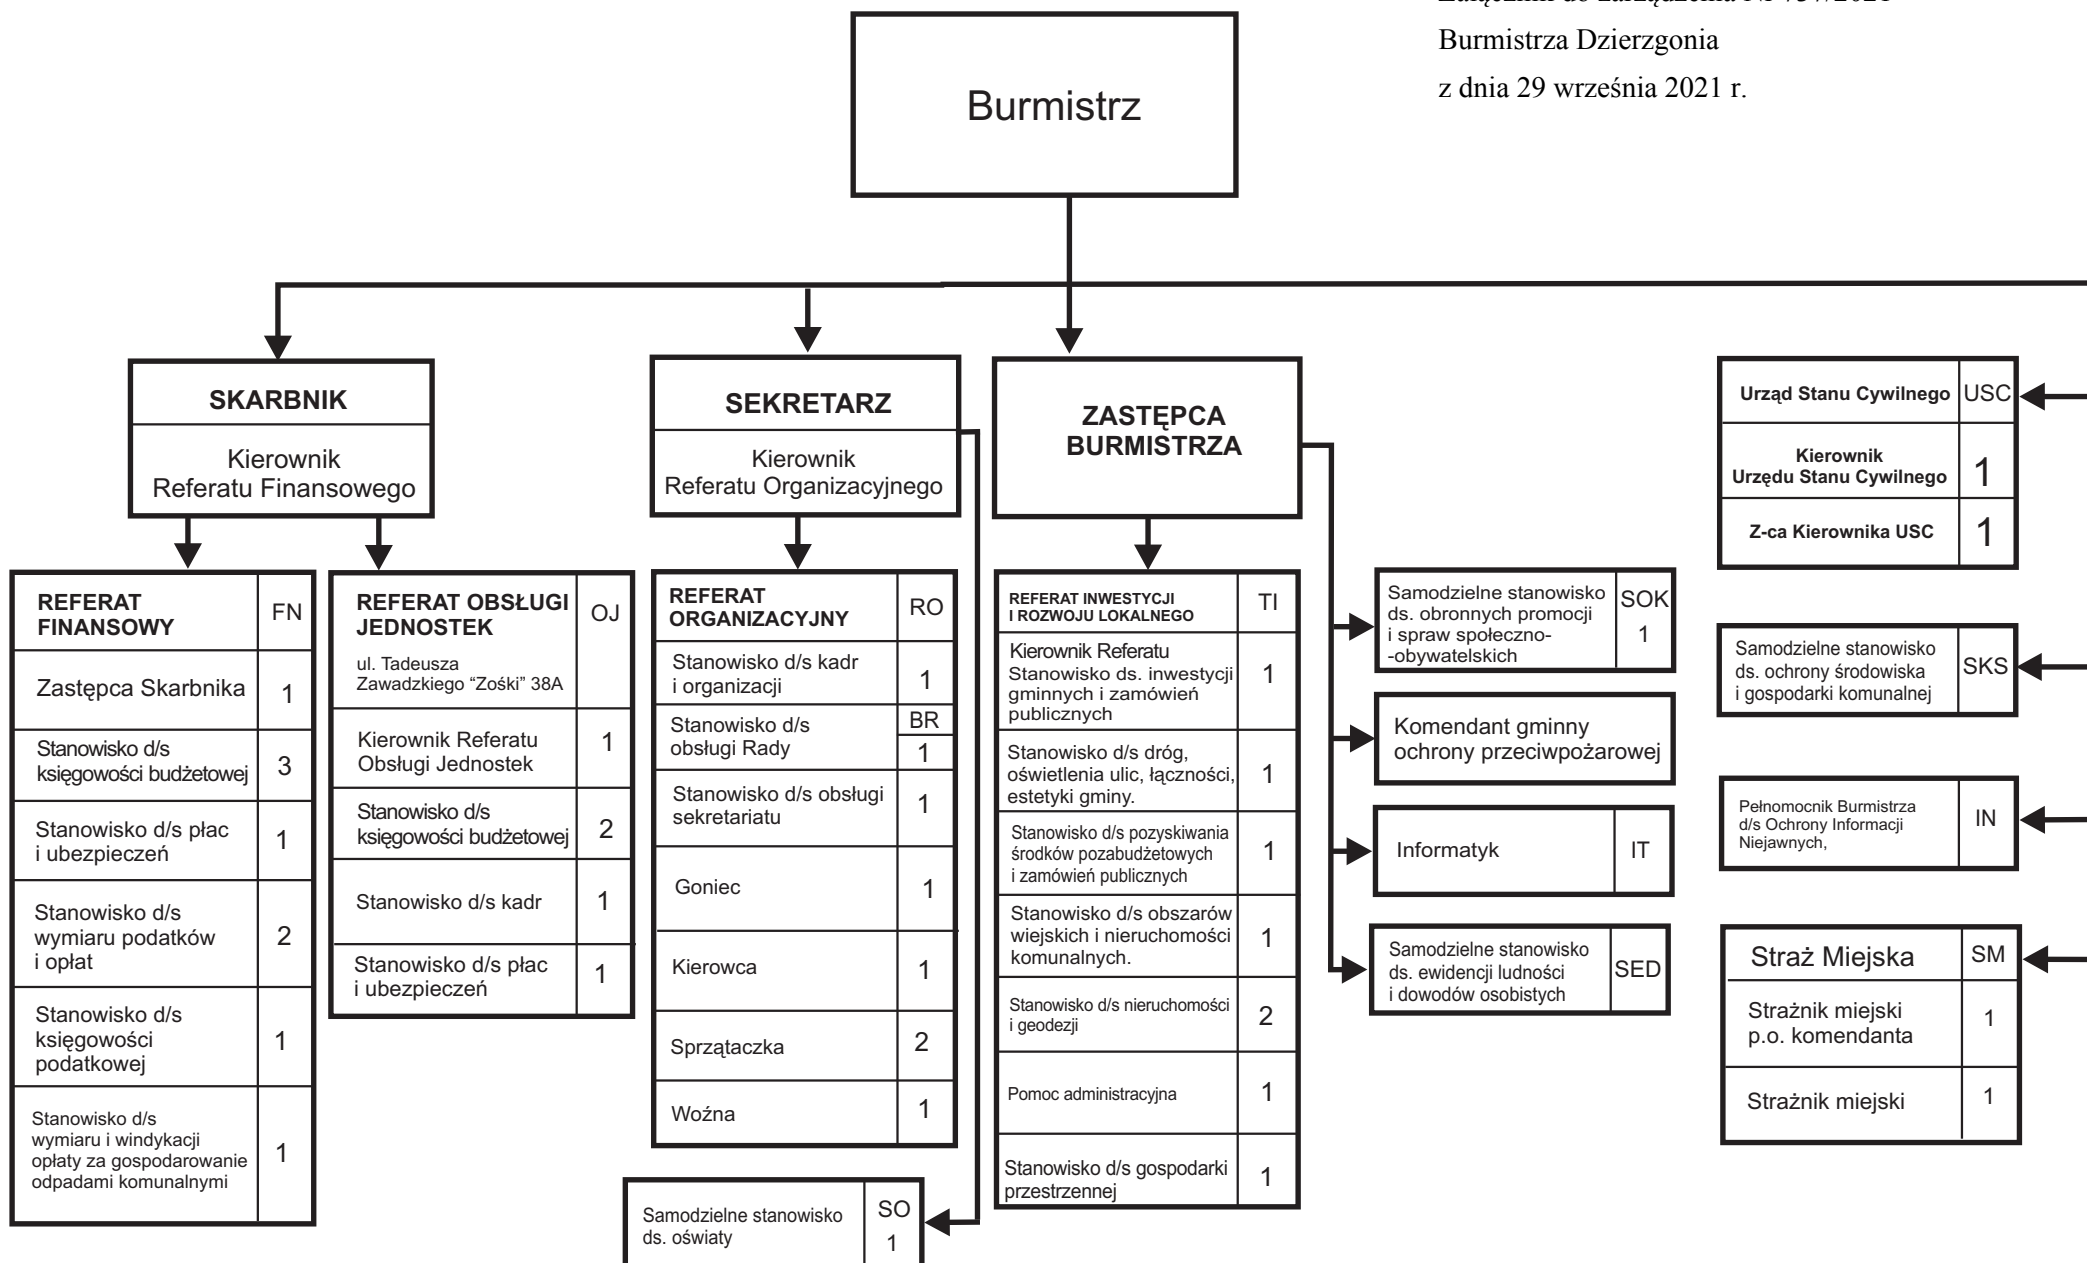 Burmistrza Dzierzgonia
z dnia 29 września 2021 r.
Burmistrz
SKARBNIK
Kierownik
Referatu Finansowego
SEKRETARZ
Kierownik
Referatu Organizacyjnego
ZASTĘPCA
BURMISTRZA
Urząd Stanu Cywilnego USC
Kierownik
Urzędu Stanu Cywilnego 1
Z-ca Kierownika USC 1
REFERAT
FINANSOWY FN
Zastępca Skarbnika 1
Stanowisko d/s
księgowości budżetowej 3
Stanowisko d/s płac
i ubezpieczeń 1
Stanowisko d/s
wymiaru podatków
i opłat 2
Stanowisko d/s
księgowości
podatkowej 1
Stanowisko d/s
wymiaru i windykacji
opłaty za gospodarowanie
odpadami komunalnymi 1
REFERAT OBSŁUGI
JEDNOSTEK OJ
ul. Tadeusza
Zawadzkiego “Zośki” 38A
Kierownik Referatu
Obsługi Jednostek 1
Stanowisko d/s
księgowości budżetowej 2
Stanowisko d/s kadr 1
Stanowisko d/s płac
i ubezpieczeń 1
REFERAT
ORGANIZACYJNY RO
Stanowisko d/s kadr
i organizacji 1
Stanowisko d/s
obsługi Rady
BR
1
Stanowisko d/s obsługi
sekretariatu 1
Goniec 1
Kierowca 1
Sprzątaczka 2
Woźna 1
Samodzielne stanowisko
ds. oświaty
SO
1
REFERAT INWESTYCJI
I ROZWOJU LOKALNEGO TI
Kierownik Referatu
Stanowisko ds. inwestycji
gminnych i zamówień
publicznych 1
Stanowisko d/s dróg,
oświetlenia ulic, łączności,
estetyki gminy. 1
Stanowisko d/s pozyskiwania
środków pozabudżetowych
i zamówień publicznych 1
Stanowisko d/s obszarów
wiejskich i nieruchomości
komunalnych. 1
Stanowisko d/s nieruchomości
i geodezji 2
Pomoc administracyjna 1
Stanowisko d/s gospodarki
przestrzennej 1
Samodzielne stanowisko
ds. obronnych promocji
i spraw społeczno-
-obywatelskich
SOK
1
Komendant gminny
ochrony przeciwpożarowej
Informatyk IT
Samodzielne stanowisko
ds. ewidencji ludności
i dowodów osobistych SED
Samodzielne stanowisko
ds. ochrony środowiska
i gospodarki komunalnej SKS
Pełnomocnik Burmistrza
d/s Ochrony Informacji
Niejawnych, IN
Straż Miejska SM
Strażnik miejski
p.o. komendanta 1
Strażnik miejski 1